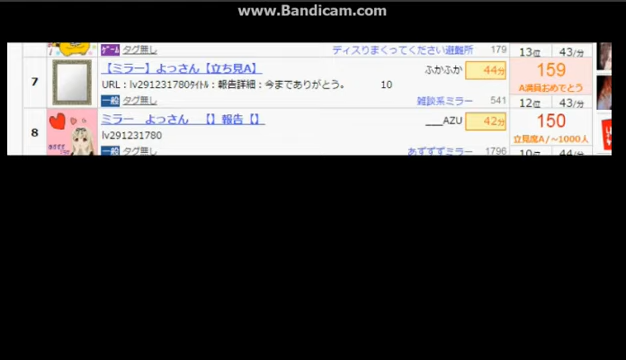 www.Bandicam.com
ゲーム タグ無し ディスりまくってください避難所 179 13位 43/分
7 【ミラー】よっさん【立ち見A】 ふかふか 44分 159
URL：lv291231780ﾀｲﾄﾙ：報告詳細：今までありがとう。 10 A満員おめでとう
一般 タグ無し 雑談系ミラー 541 12位 43/分
8 ミラー よっさん 【】報告【】 ___AZU 42分 150
lv291231780 立見席A/～1000人
一般 タグ無し あずずずミラー 1796 10位 44/分